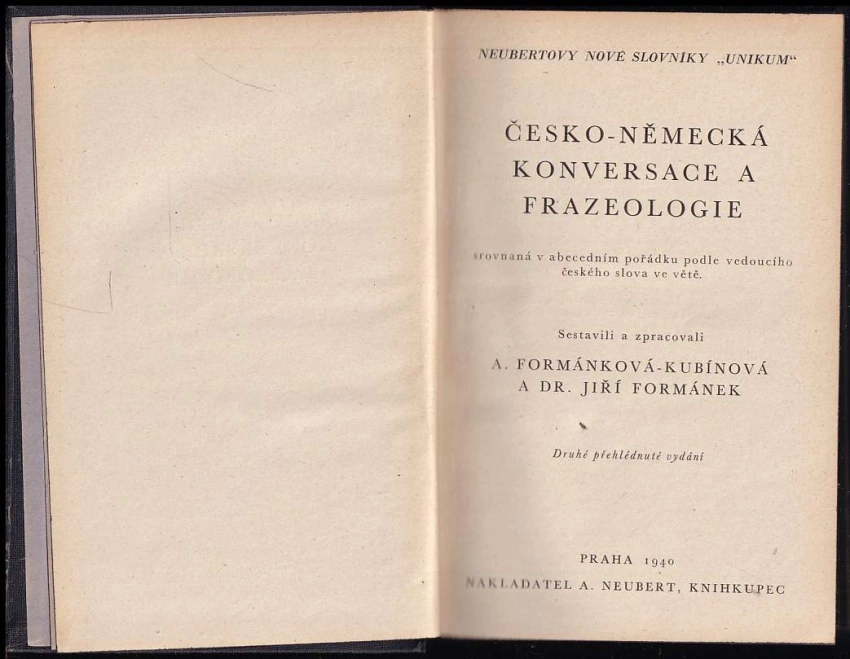 NEUBERTOVY NOVÉ SLOVNÍKY „UNIKUM“
ČESKO-NĚMECKÁ
KONVERSACE A
FRAZEOLOGIE
srovnaná v abecedním pořádku podle vedoucího
českého slova ve větě.
Sestavili a zpracovali
A. FORMÁNKOVÁ-KUBÍNOVÁ
A DR. JIŘÍ FORMÁNEK
Druhé přehlédnuté vydání
PRAHA 1940
NAKLADATEL A. NEUBERT, KNIHKUPEC